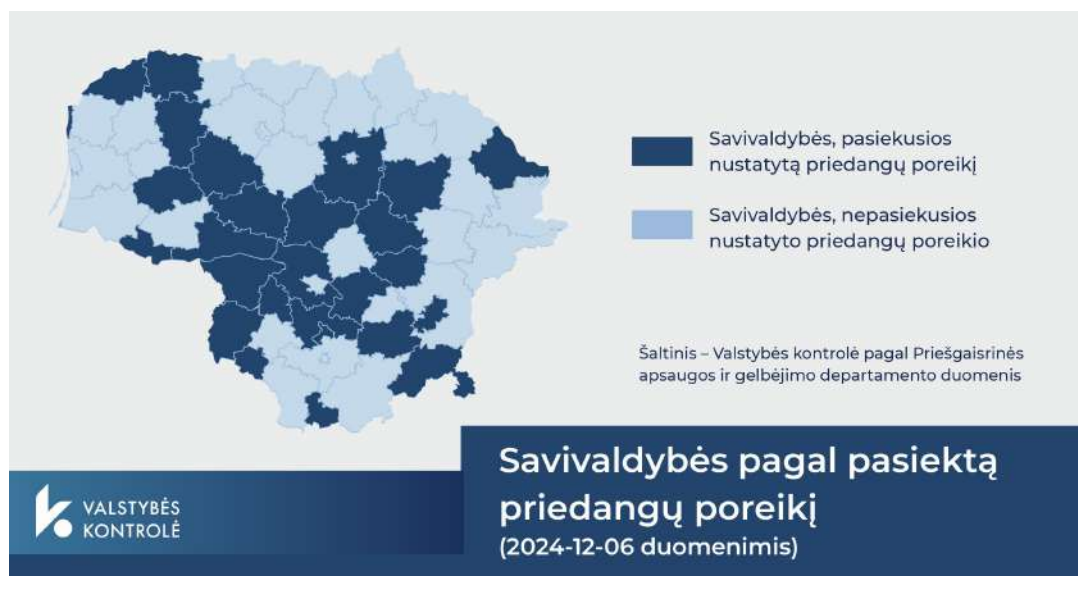 Savivaldybės, pasiekusios
nustatytą priedangų poreikį
Savivaldybės, nepasiekusios
nustatyto priedangų poreikio
Šaltinis – Valstybės kontrolė pagal Priešgaisrinės
apsaugos ir gelbėjimo departamento duomenis
Savivaldybės pagal pasiektą
priedangų poreikį
(2024-12-06 duomenimis)
VALSTYBĖS
KONTROLĖ